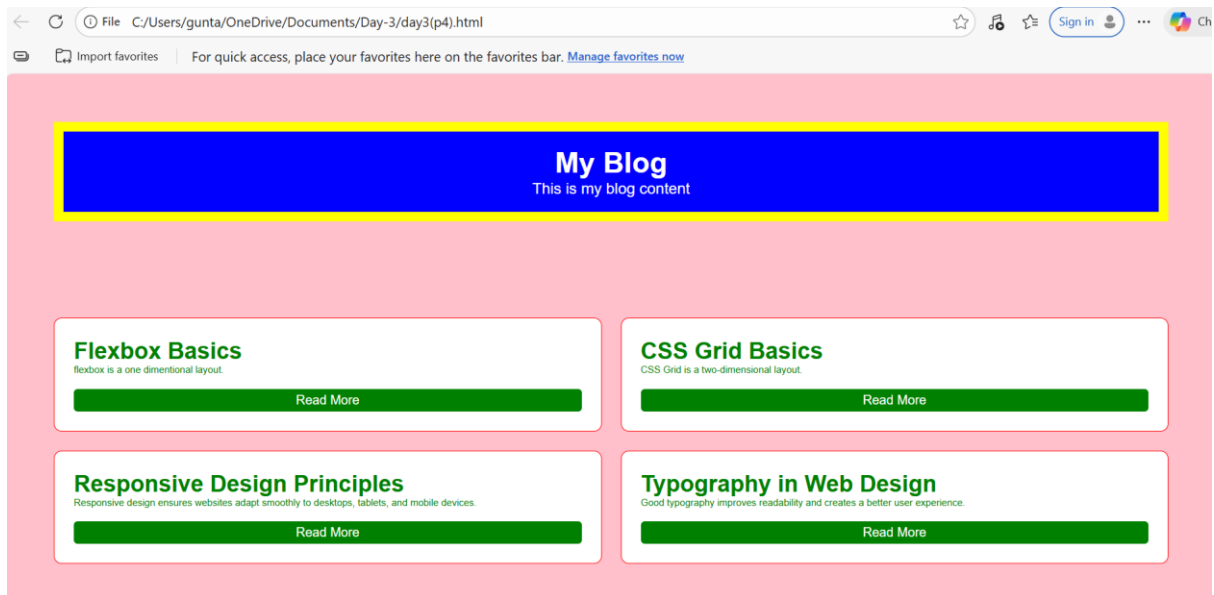 File C:/Users/gunta/OneDrive/Documents/Day-3/day3(p4).html
Sign in
Ch
Import favorites
For quick access, place your favorites here on the favorites bar. Manage favorites now
My Blog
This is my blog content
Flexbox Basics
flexbox is a one dimentional layout.
Read More
CSS Grid Basics
CSS Grid is a two-dimensional layout.
Read More
Responsive Design Principles
Responsive design ensures websites adapt smoothly to desktops, tablets, and mobile devices.
Read More
Typography in Web Design
Good typography improves readability and creates a better user experience.
Read More